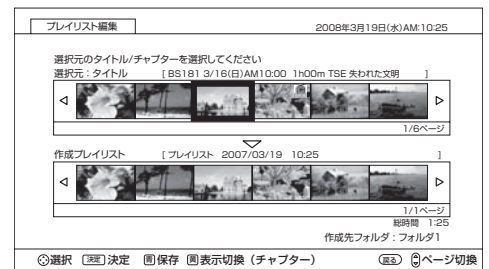 プレイリスト編集 2008年3月19日(水)AM:10:25
選択元のタイトル/チャプターを選択してください
選択元：タイトル [ BS181 3/16(日)AM10:00 1h00m TSE 失われた文明 ]
1/6ページ
作成プレイリスト [ プレイリスト 2007/03/19 10:25 ]
1/1ページ
総時間 1:25
作成先フォルダ：フォルダ1
選択 決定 決定 青 保存 黄 表示切換（チャプター） 戻る ページ切換